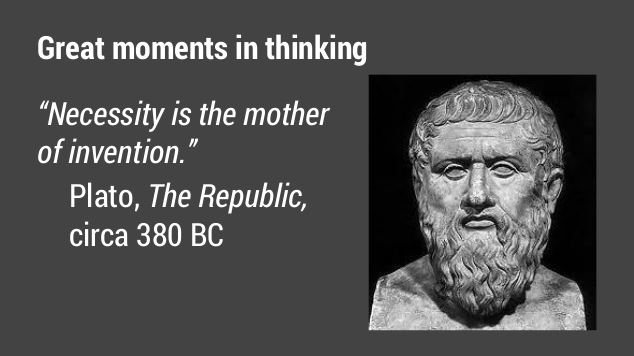 Great moments in thinking
“Necessity is the mother
of invention.”
Plato, The Republic,
circa 380 BC